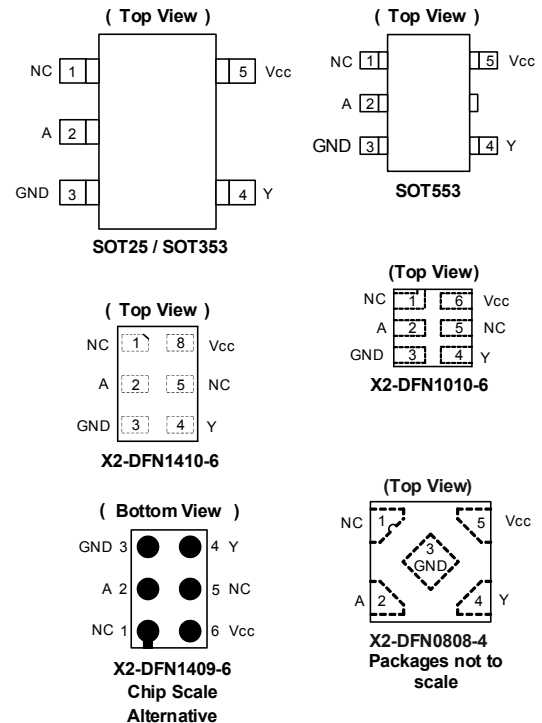 ( Top View )
NC 1 5 Vcc
A 2
GND 3 4 Y
SOT25 / SOT353
( Top View )
NC 1 5 Vcc
A 2
GND 3 4 Y
SOT553
( Top View )
NC 1 8 Vcc
A 2 5 NC
GND 3 4 Y
X2-DFN1410-6
(Top View)
NC 1 6 Vcc
A 2 5 NC
GND 3 4 Y
X2-DFN1010-6
( Bottom View )
GND 3 4 Y
A 2 5 NC
NC 1 6 Vcc
X2-DFN1409-6
Chip Scale
Alternative
(Top View)
NC 1 5 Vcc
3
GND
A 2 4 Y
X2-DFN0808-4
Packages not to
scale